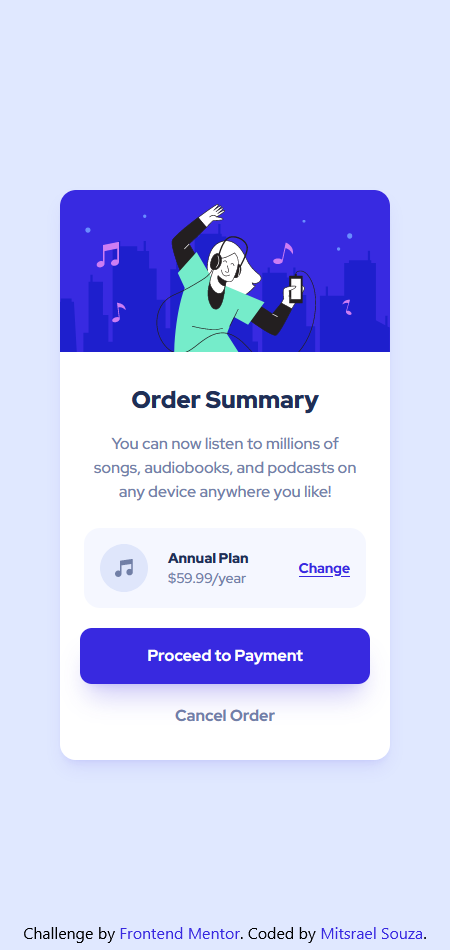 Order Summary
You can now listen to millions of
songs, audiobooks, and podcasts on
any device anywhere you like!
Annual Plan
$59.99/year
Change
Proceed to Payment
Cancel Order
Challenge by Frontend Mentor. Coded by Mitsrael Souza.